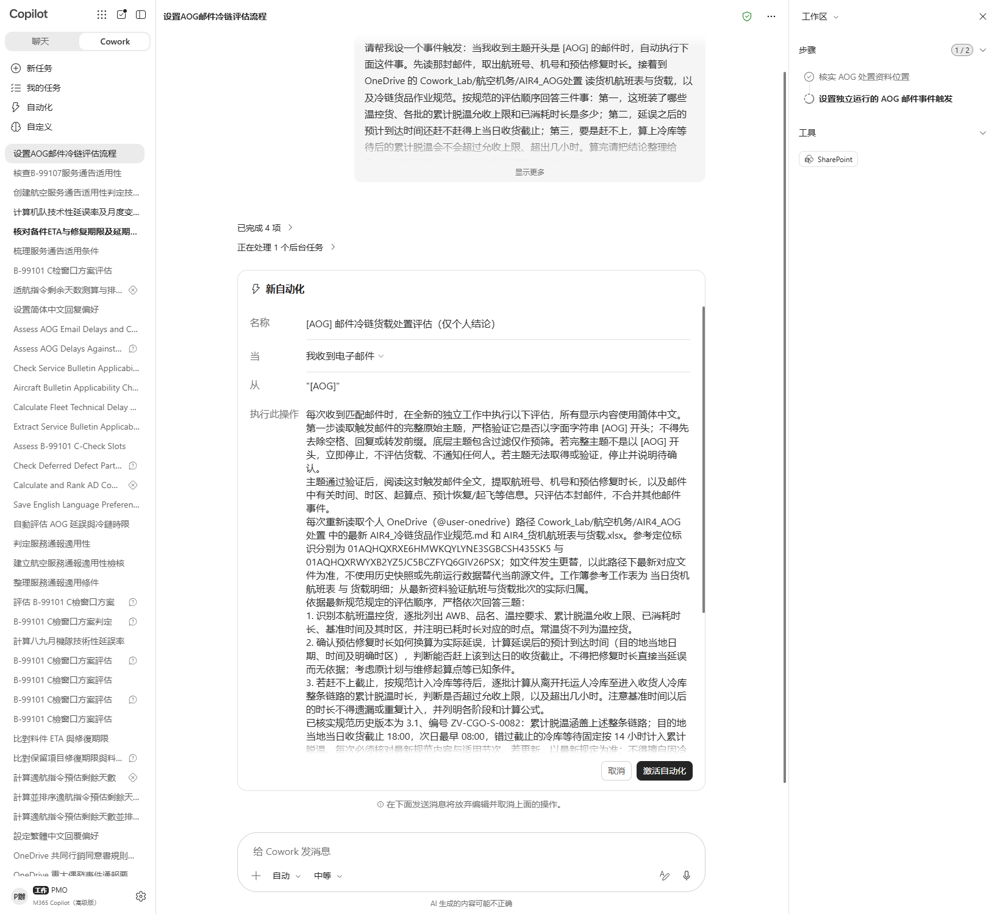 Copilot
聊天
Cowork
新任务
我的任务
自动化
自定义
设置AOG邮件冷链评估流程
核查B-99107服务通告适用性
创建航空服务通告适用性判定技...
计算机队技术性延误率及月度变...
核对备件ETA与修复期限及延期...
梳理服务通告适用条件
B-99101 C检窗口方案评估
适航指令剩余天数测算与排...
设置简体中文回复偏好
Assess AOG Email Delays and C...
Assess AOG Delays Against...
Check Service Bulletin Applicabi...
Aircraft Bulletin Applicability Ch...
Calculate Fleet Technical Delay ...
Extract Service Bulletin Applicab...
Assess B-99101 C-Check Slots
Check Deferred Defect Part...
Calculate and Rank AD Co...
Save English Language Preferen...
自動評估 AOG 延誤與冷鏈時限
判定服務通報適用性
建立航空服務通報適用性檢核
整理服務通報適用條件
評估 B-99101 C檢窗口方案
B-99101 C檢窗口方案判定
計算八九月機隊技術性延誤率
B-99101 C檢窗口方案評估
B-99101 C檢窗口方案評估
B-99101 C檢窗口方案評估
B-99101 C檢窗口方案評估
比對料件 ETA 與修復期限
比對保留項目修復期限與料...
計算適航指令預估剩餘天數
計算並排序適航指令預估剩餘天...
計算適航指令預估剩餘天數並排...
設定繁體中文回覆偏好
OneDrive 共同行銷同意書規則...
OneDrive 重大偶發事件通報要
P辦
工作 PMO
M365 Copilot（高级版）
设置AOG邮件冷链评估流程
请帮我设一个事件触发：当我收到主题开头是 [AOG] 的邮件时，自动执行下
面这件事。先读那封邮件，取出航班号、机号和预估修复时长。接着到
OneDrive 的 Cowork_Lab/航空机务/AIR4_AOG处置 读货机航班表与货载，以
及冷链货品作业规范。按规范的评估顺序回答三件事：第一，这班装了哪些
温控货、各批的累计脱温允收上限和已消耗时长是多少；第二，延误之后的
预计到达时间还赶不赶得上当日收货截止；第三，要是赶不上，算上冷库等
待后的累计脱温会不会超过允收上限、超出几小时。算完请把结论整理给
显示更多
已完成 4 项
正在处理 1 个后台任务
新自动化
名称
[AOG] 邮件冷链货载处置评估（仅个人结论）
当
我收到电子邮件
从
"[AOG]"
执行此操作
每次收到匹配邮件时，在全新的独立工作中执行以下评估，所有显示内容使用简体中文。
第一步读取触发邮件的完整原始主题，严格验证它是否以字面字符串 [AOG] 开头；不得先
去除空格、回复或转发前缀。底层主题包含过滤仅作预筛。若完整主题不是以 [AOG] 开
头，立即停止，不评估货载、不通知任何人。若主题无法取得或验证，停止并说明待确
认。
主题通过验证后，阅读这封触发邮件全文，提取航班号、机号和预估修复时长，以及邮件
中有关时间、时区、起算点、预计恢复/起飞等信息。只评估本封邮件，不合并其他邮件
事件。
每次重新读取个人 OneDrive（@user-onedrive）路径 Cowork_Lab/航空机务/AIR4_AOG
处置 中的最新 AIR4_冷链货品作业规范.md 和 AIR4_货机航班表与货载.xlsx。参考定位标
识分别为 01AQHQXRXE6HMWKQYLYNE3SGBCSH435SK5 与
01AQHQXRWYXB2YZ5JC5BCZFYQ6GIV26PSX；如文件发生更替，以此路径下最新对应文
件为准，不使用历史快照或先前运行数据替代当前源文件。工作簿参考工作表为 当日货机
航班表 与 货载明细；从最新资料验证航班与货载批次的实际归属。
依据最新规范规定的评估顺序，严格依次回答三题：
1. 识别本航班温控货，逐批列出 AWB、品名、温控要求、累计脱温允收上限、已消耗时
长、基准时间及其时区，并注明已耗时长对应的时点。常温货不列为温控货。
2. 确认预估修复时长如何换算为实际延误，计算延误后的预计到达时间（目的地当地日
期、时间及明确时区），判断能否赶上该到达日的收货截止。不得把修复时长直接当延误
而无依据；考虑原计划与维修起算点等已知条件。
3. 若赶不上截止，按规范计入冷库等待后，逐批计算从离开托运人冷库至进入收货人冷库
整条链路的累计脱温时长，判断是否超过允收上限，以及超出几小时。注意基准时间以后
的时长不得遗漏或重复计入，并列明各阶段和计算公式。
已核实规范历史版本为 3.1、编号 ZV-CGO-S-0082：累计脱温涵盖上述整条链路；目的地
当地当日收货截止 18:00，次日最早 08:00，错过截止的冷库等待固定按 14 小时计入累计
脱温。每次必须核对最新规范内容与适用节次，若更新，以最新规定为准；不得擅自因冷
取消
激活自动化
在下面发送消息将放弃编辑并取消上面的操作。
给 Cowork 发消息
自动
中等
AI 生成的内容可能不正确
工作区
步骤
1 / 2
核实 AOG 处置资料位置
设置独立运行的 AOG 邮件事件触发
工具
SharePoint